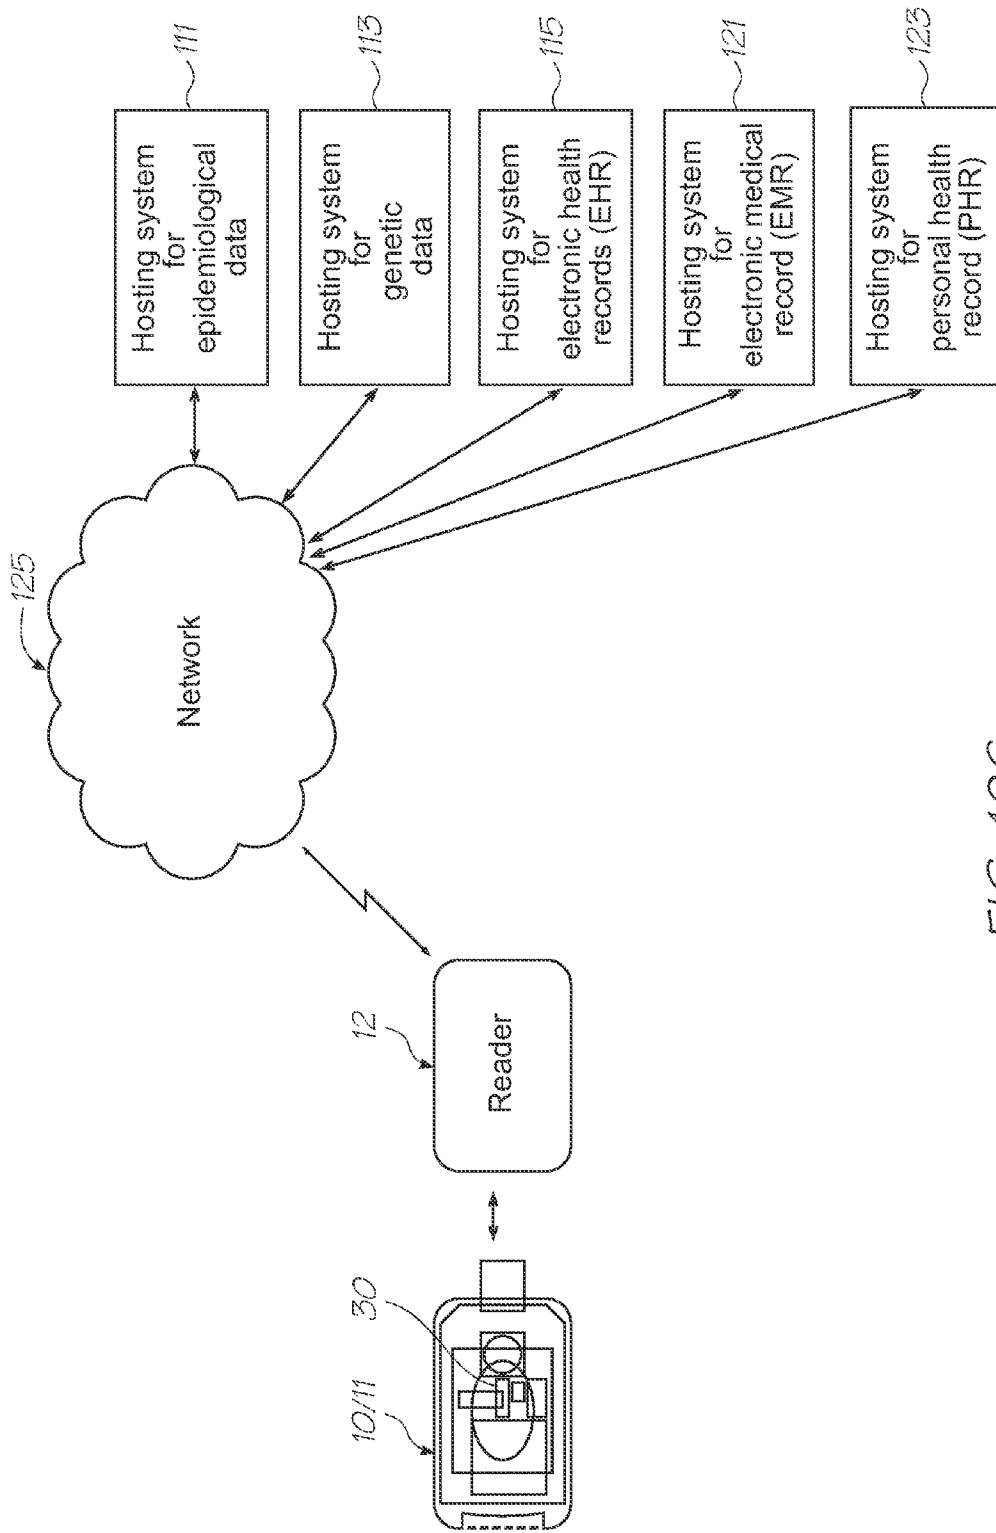 10/11
30
12
Reader
125
Network
Hosting system
for
epidemiological
data
111
Hosting system
for
genetic
data
113
Hosting system
for
electronic health
records (EHR)
115
Hosting system
for
electronic medical
record (EMR)
121
Hosting system
for
personal health
record (PHR)
123